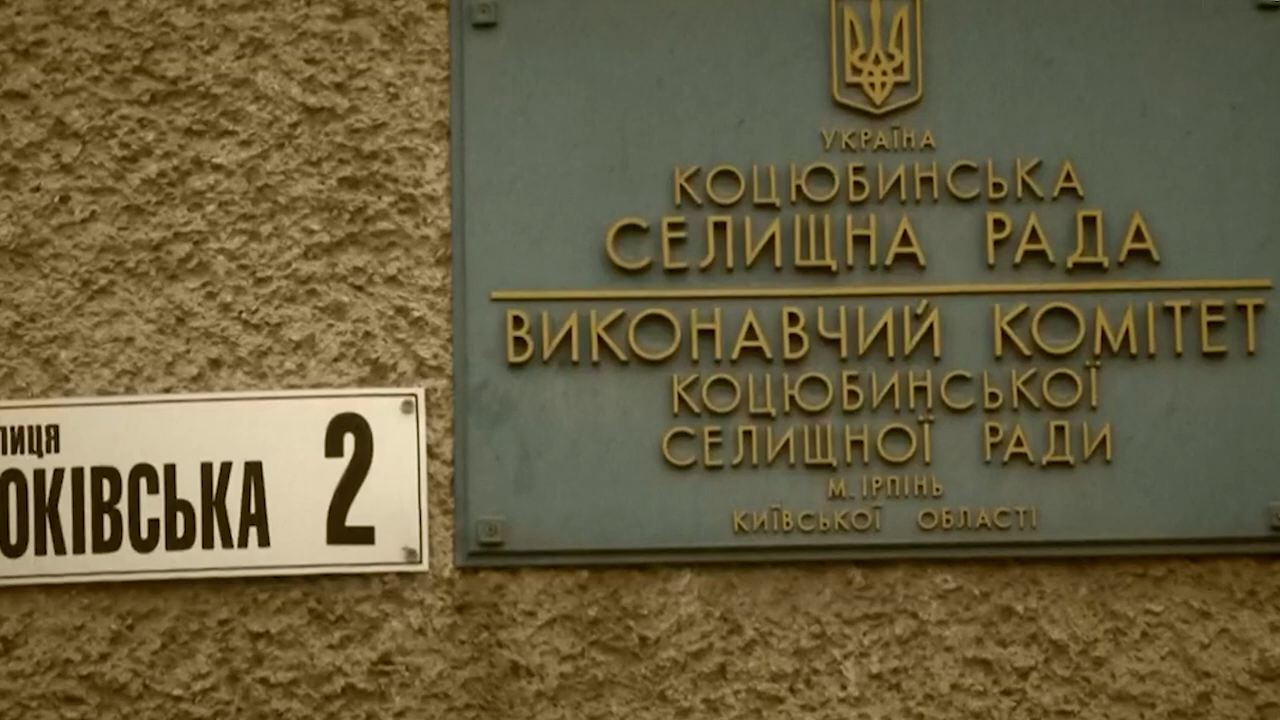 УКРАЇНА
КОЦЮБИНСЬКА
СЕЛИЩНА РАДА
ВИКОНАВЧИЙ КОМІТЕТ
КОЦЮБИНСЬКОЇ
СЕЛИЩНОЇ РАДИ
М. ІРПІНЬ
КИЇВСЬКОЇ ОБЛАСТІ
2